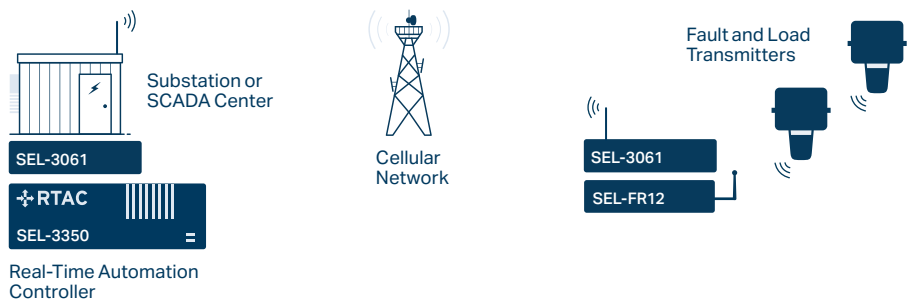 Substation or
SCADA Center
SEL-3061
RTAC
SEL-3350
Real-Time Automation
Controller
Cellular
Network
Fault and Load
Transmitters
SEL-3061
SEL-FR12